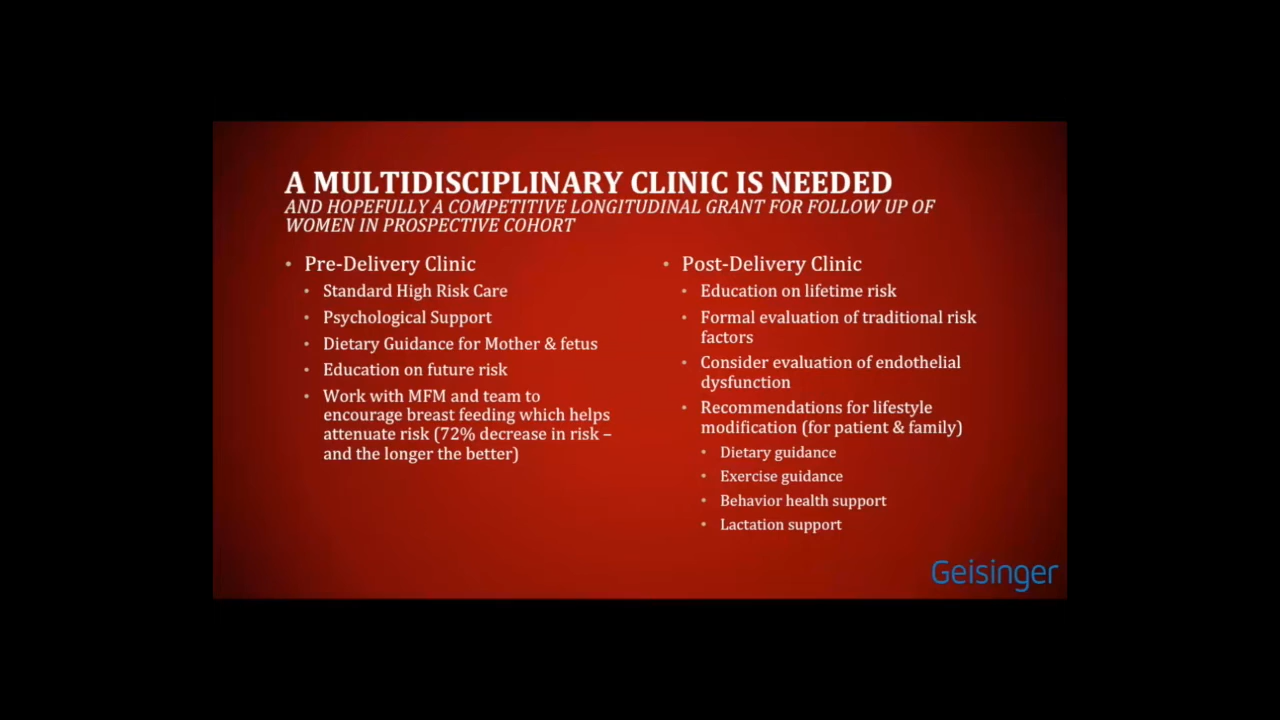 A MULTIDISCIPLINARY CLINIC IS NEEDED
AND HOPEFULLY A COMPETITIVE LONGITUDINAL GRANT FOR FOLLOW UP OF
WOMEN IN PROSPECTIVE COHORT
• Pre-Delivery Clinic
• Standard High Risk Care
• Psychological Support
• Dietary Guidance for Mother & fetus
• Education on future risk
• Work with MFM and team to
encourage breast feeding which helps
attenuate risk (72% decrease in risk –
and the longer the better)
• Post-Delivery Clinic
• Education on lifetime risk
• Formal evaluation of traditional risk
factors
• Consider evaluation of endothelial
dysfunction
• Recommendations for lifestyle
modification (for patient & family)
• Dietary guidance
• Exercise guidance
• Behavior health support
• Lactation support
Geisinger